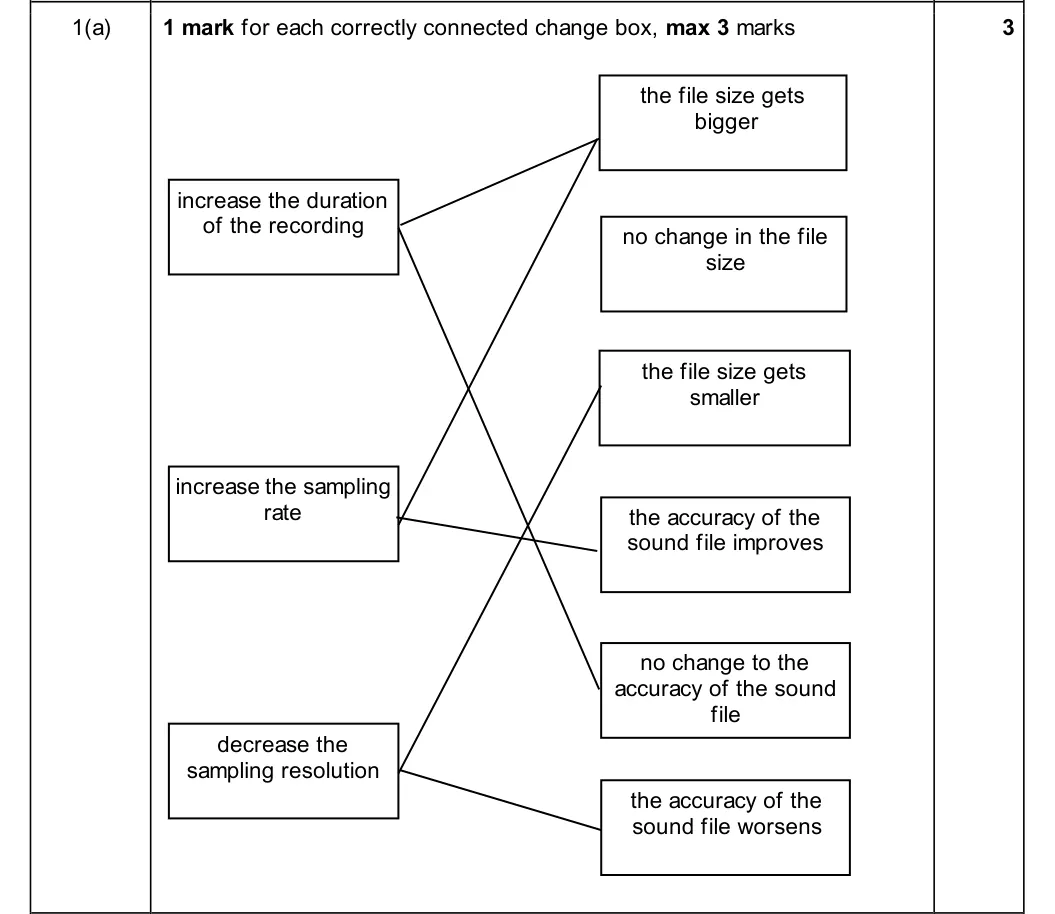 1(a)
1 mark for each correctly connected change box, max 3 marks
3
the file size gets
bigger
increase the duration
of the recording
no change in the file
size
the file size gets
smaller
increase the sampling
rate
the accuracy of the
sound file improves
no change to the
accuracy of the sound
file
decrease the
sampling resolution
the accuracy of the
sound file worsens